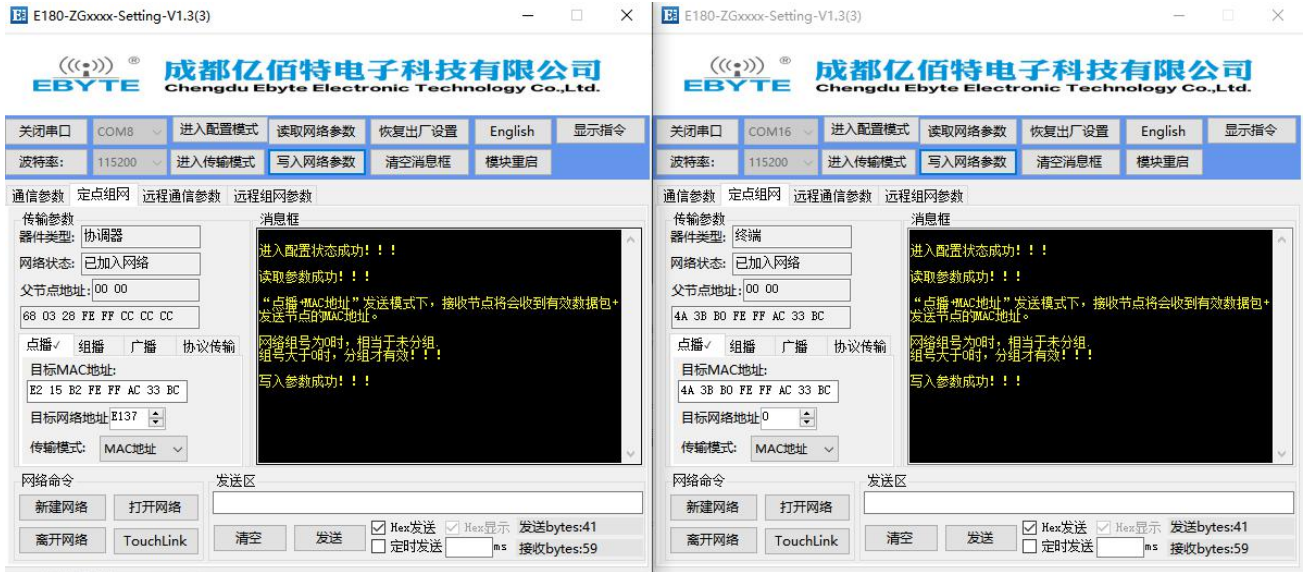 E180-ZGxxxx-Setting-V1.3(3)
EBYTE ®
成都亿佰特电子科技有限公司
Chengdu Ebyte Electronic Technology Co.,Ltd.
关闭串口 COM8 进入配置模式 读取网络参数 恢复出厂设置 English 显示指令
波特率: 115200 进入传输模式 写入网络参数 清空消息框 模块重启
通信参数 定点组网 远程通信参数 远程组网参数
传输参数
器件类型: 协调器
网络状态: 已加入网络
父节点地址: 00 00
68 03 28 FE FF CC CC CC
点播√ 组播 广播 协议传输
目标MAC地址:
E2 15 B2 FE FF AC 33 BC
目标网络地址 E137
传输模式: MAC地址
消息框
进入配置状态成功！！！
读取参数成功！！！
“点播+MAC地址”发送模式下，接收节点将会收到有效数据包+
发送节点的MAC地址。
网络组号为0时，相当于未分组.
组号大于0时，分组才有效！！！
写入参数成功！！！
网络命令
新建网络 打开网络
离开网络 TouchLink
发送区
清空 发送 Hex发送 Hex显示 发送bytes:41
定时发送 ms 接收bytes:59
E180-ZGxxxx-Setting-V1.3(3)
EBYTE ®
成都亿佰特电子科技有限公司
Chengdu Ebyte Electronic Technology Co.,Ltd.
关闭串口 COM16 进入配置模式 读取网络参数 恢复出厂设置 English 显示指令
波特率: 115200 进入传输模式 写入网络参数 清空消息框 模块重启
通信参数 定点组网 远程通信参数 远程组网参数
传输参数
器件类型: 终端
网络状态: 已加入网络
父节点地址: 00 00
4A 3B B0 FE FF AC 33 BC
点播√ 组播 广播 协议传输
目标MAC地址:
4A 3B B0 FE FF AC 33 BC
目标网络地址 0
传输模式: MAC地址
消息框
进入配置状态成功！！！
读取参数成功！！！
“点播+MAC地址”发送模式下，接收节点将会收到有效数据包+
发送节点的MAC地址。
网络组号为0时，相当于未分组.
组号大于0时，分组才有效！！！
写入参数成功！！！
网络命令
新建网络 打开网络
离开网络 TouchLink
发送区
清空 发送 Hex发送 Hex显示 发送bytes:41
定时发送 ms 接收bytes:59